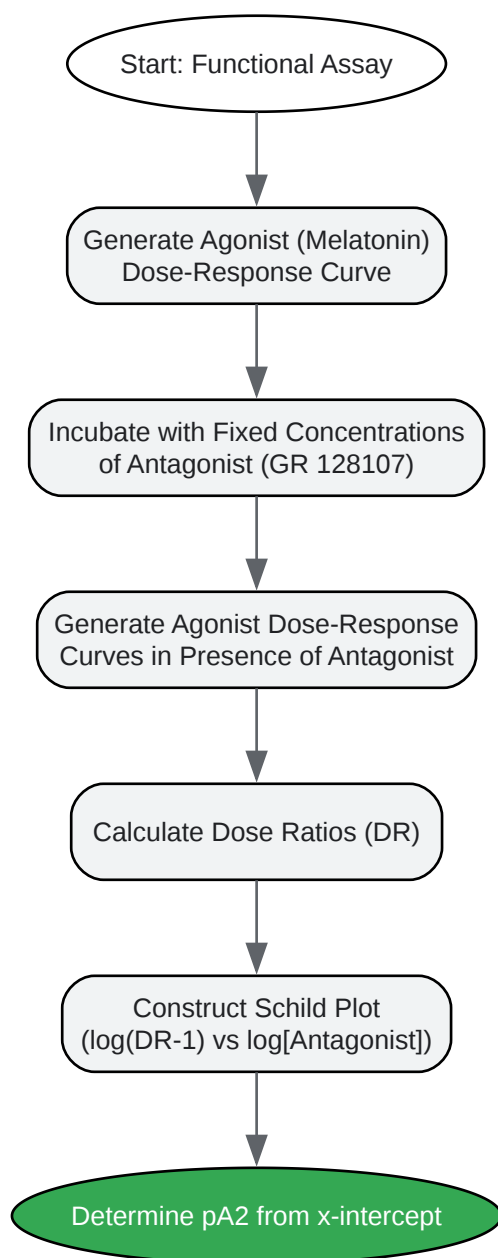 Start: Functional Assay
Generate Agonist (Melatonin)
Dose-Response Curve
Incubate with Fixed Concentrations
of Antagonist (GR 128107)
Generate Agonist Dose-Response
Curves in Presence of Antagonist
Calculate Dose Ratios (DR)
Construct Schild Plot
(log(DR-1) vs log[Antagonist])
Determine pA2 from x-intercept